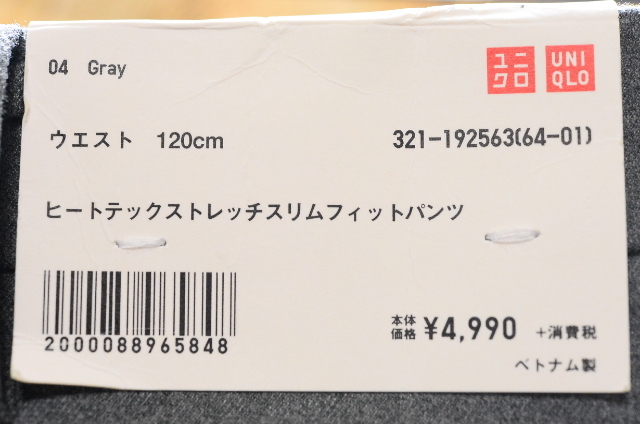 04 Gray
ユニクロ
UNIQLO
ウエスト 120cm
321-192563(64-01)
ヒートテックストレッチスリムフィットパンツ
2000088965848
本体価格 ¥4,990 +消費税
ベトナム製